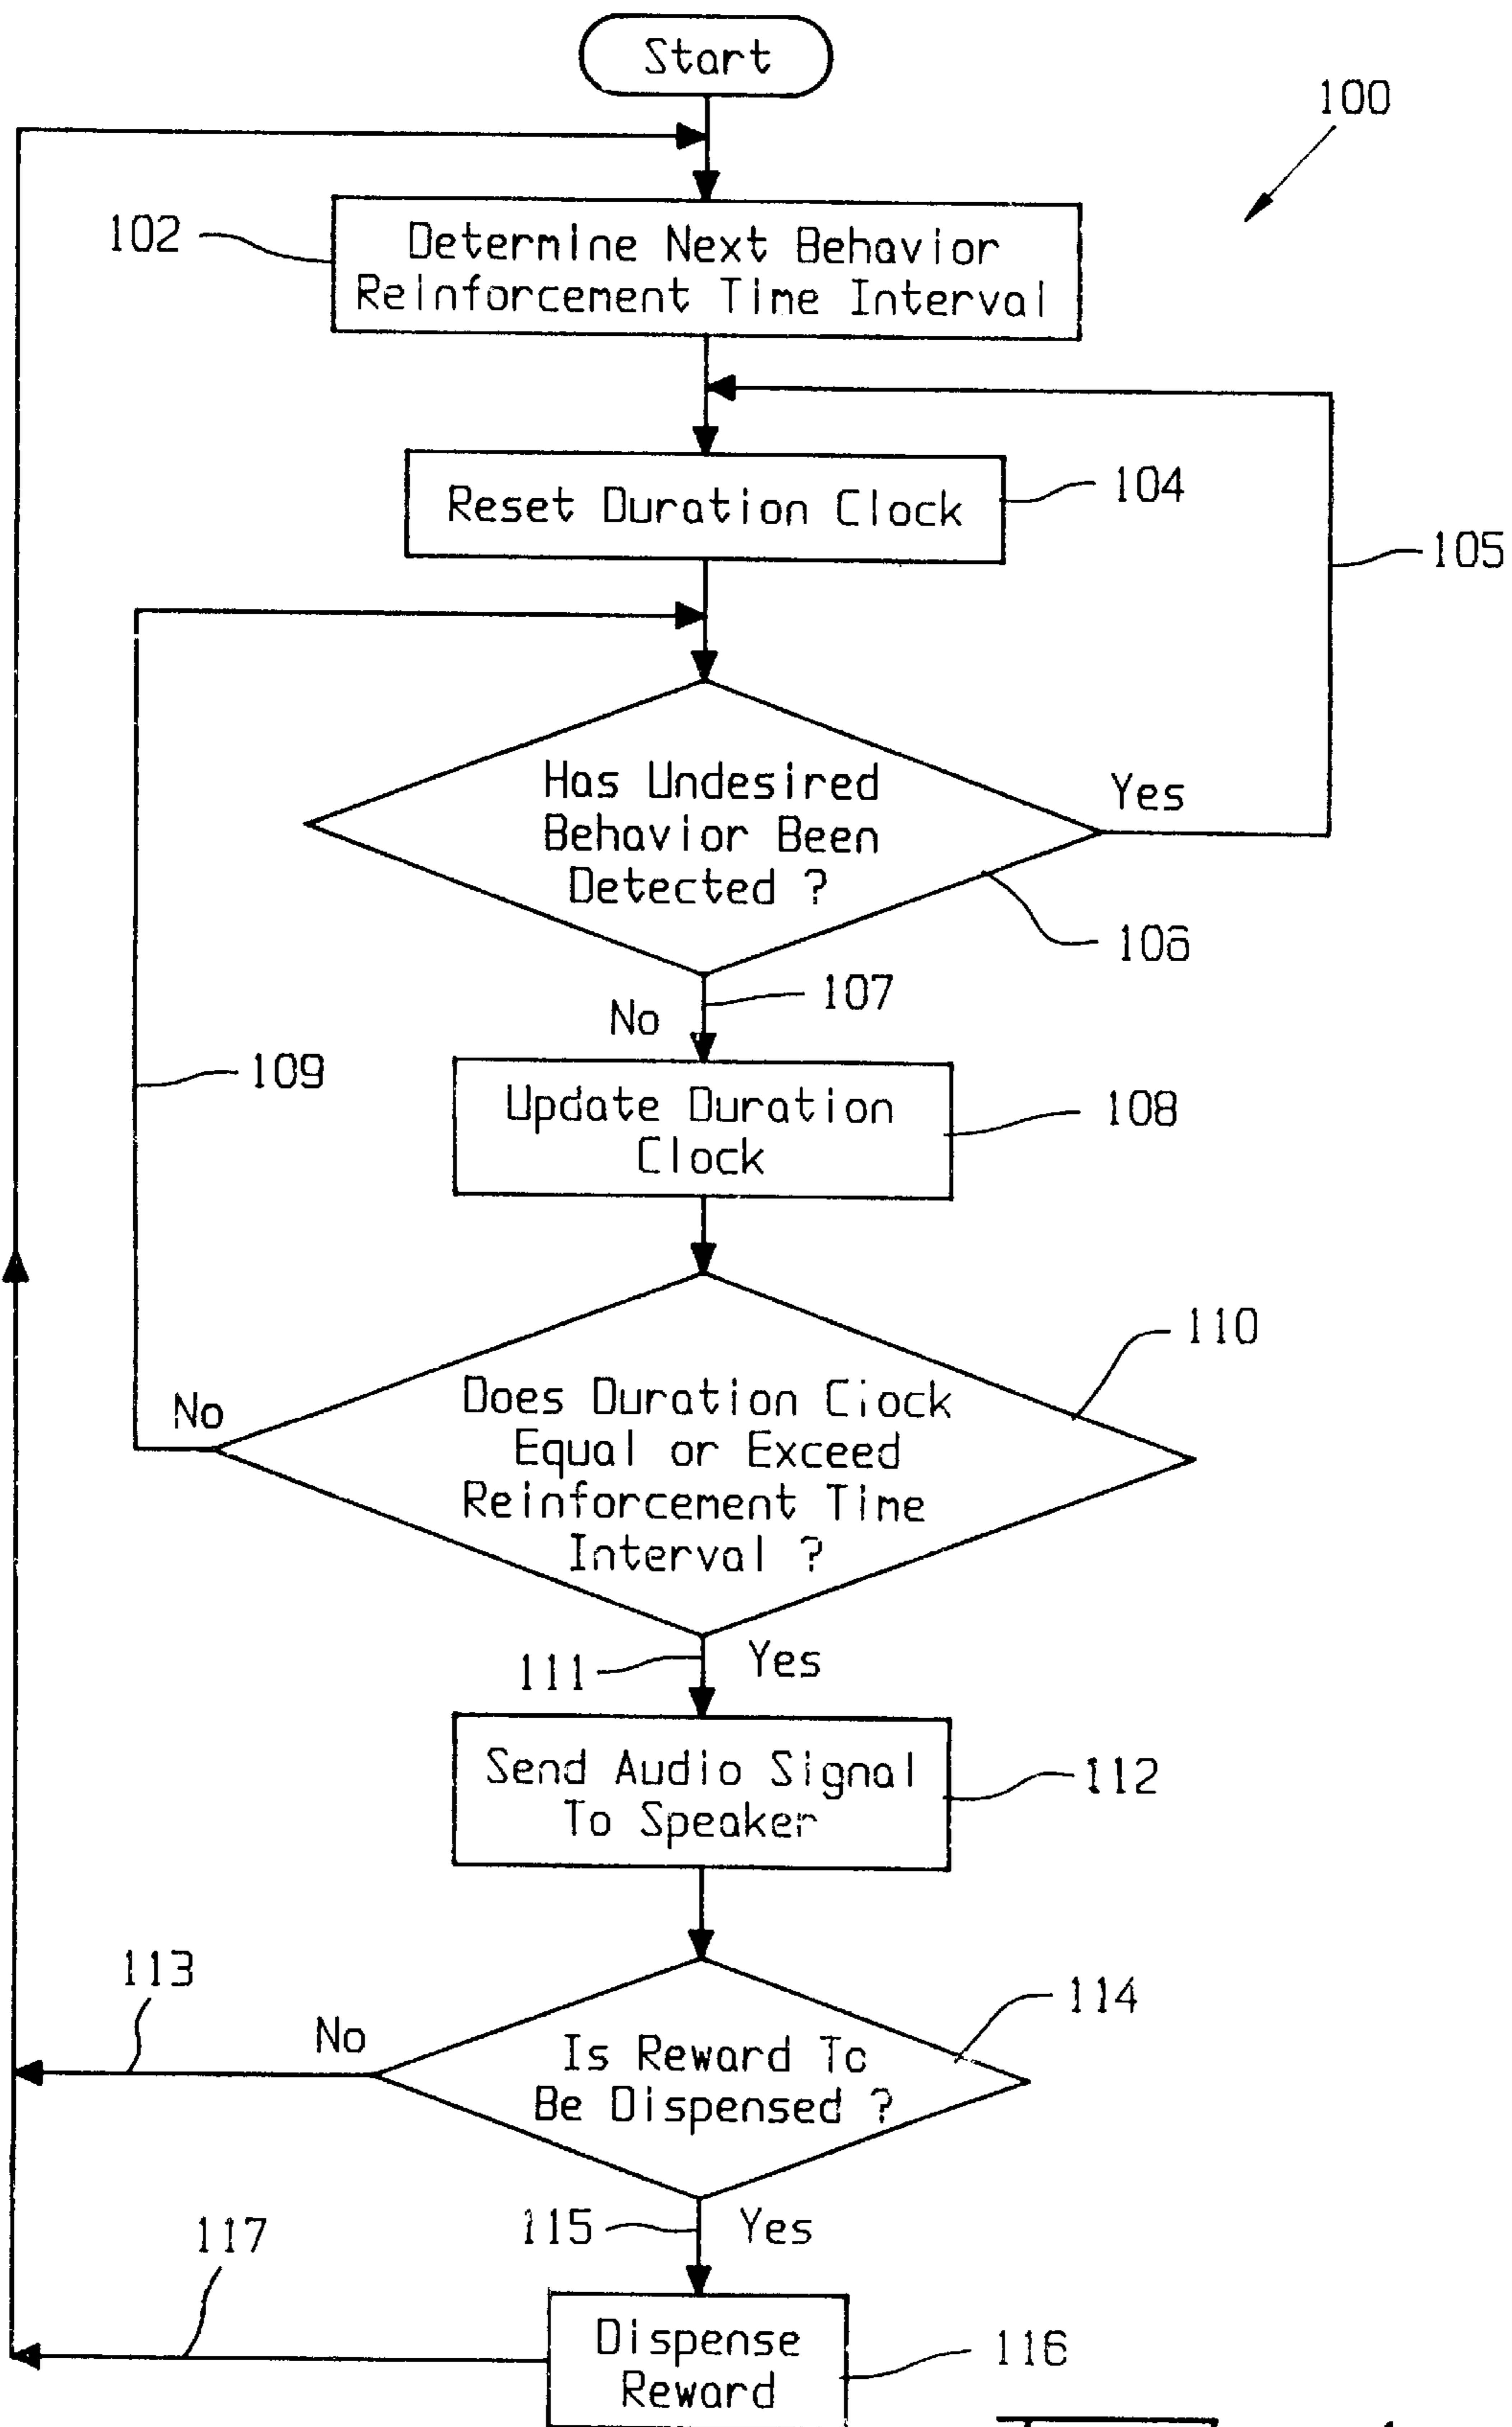 Start
100
102
Determine Next Behavior
Reinforcement Time Interval
Reset Duration Clock
104
105
Has Undesired
Behavior Been
Detected ?
Yes
106
107
No
109
Update Duration
Clock
108
110
No
Does Duration Clock
Equal or Exceed
Reinforcement Time
Interval ?
111
Yes
Send Audio Signal
To Speaker
112
113
No
114
Is Reward To
Be Dispensed ?
115
Yes
117
Dispense
Reward
116